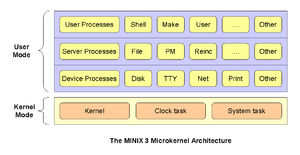 User Processes Shell Make User .... Other
User Mode
Server Processes File PM Reinc .... Other
Device Processes Disk TTY Net Print Other
Kernel Mode
Kernel Clock task System task
The MINIX 3 Microkernel Architecture